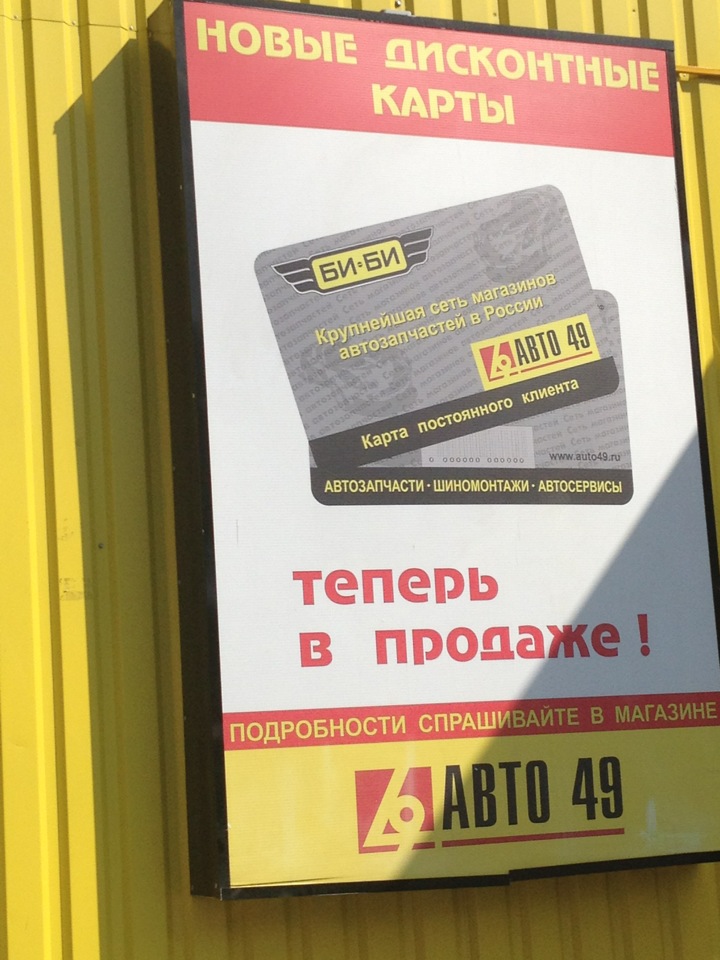 НОВЫЕ ДИСКОНТНЫЕ
КАРТЫ
БИ-БИ
Крупнейшая сеть магазинов
автозапчастей в России
АВТО 49
Карта постоянного клиента
www.auto49.ru
АВТОЗАПЧАСТИ · ШИНОМОНТАЖИ · АВТОСЕРВИСЫ
теперь
в продаже !
ПОДРОБНОСТИ СПРАШИВАЙТЕ В МАГАЗИНЕ
АВТО 49